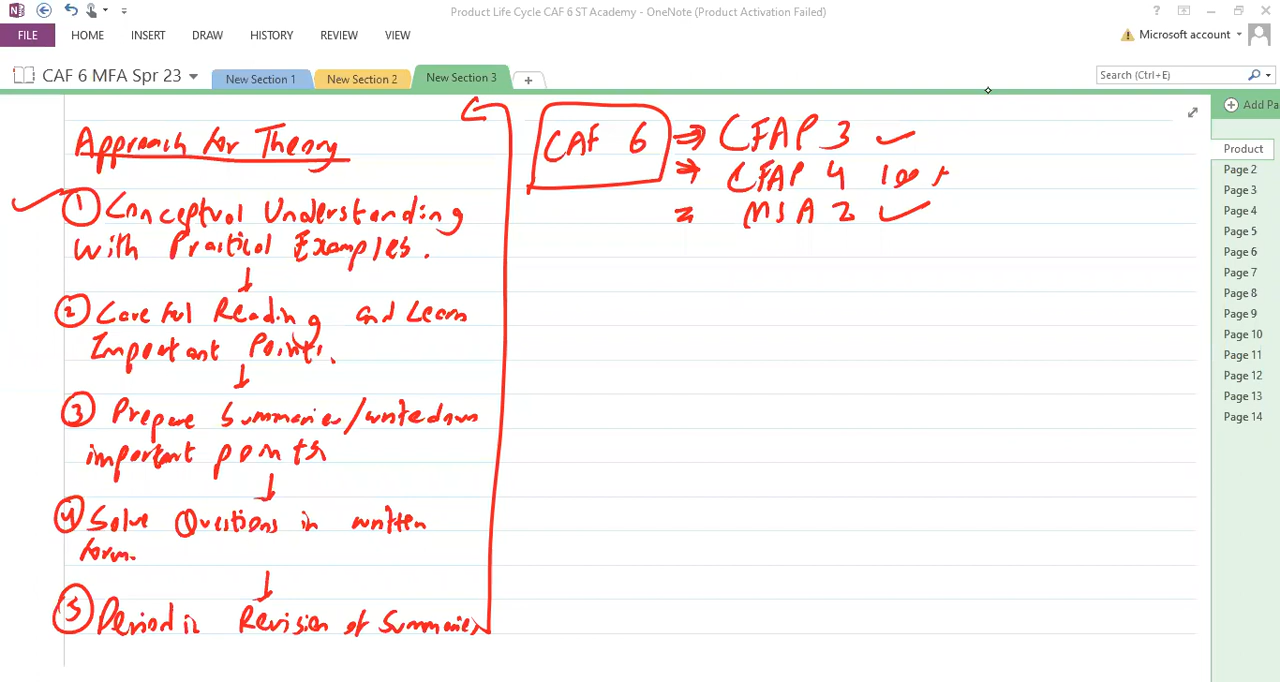 Product Life Cycle CAF 6 ST Academy - OneNote (Product Activation Failed)
?
FILE HOME INSERT DRAW HISTORY REVIEW VIEW
Microsoft account
CAF 6 MFA Spr 23
New Section 1
New Section 2
New Section 3
+
Search (Ctrl+E)
Add Pa
Product
Page 2
Page 3
Page 4
Page 5
Page 6
Page 7
Page 8
Page 9
Page 10
Page 11
Page 12
Page 13
Page 14
Approach for Theory
① Conceptual Understanding
with Practical Examples.
② Careful Reading and Learn
Important Points.
③ Prepare Summaries/writedown
important points
④ Solve Questions in written
form.
⑤ Periodic Revision of Summaries
CAF 6 ⇒ CFAP 3 ✓
⇒ CFAP 4
= MSA 2 ✓